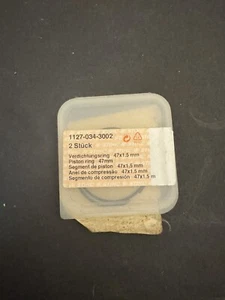 1127-034-3002
2 Stück
Verdichtungsring 47x1,5 mm
Piston ring 47mm
Segment de piston 47x1,5 mm
Anel de compressão 47x1,5 mm
Segmento de compresión 47x1,5 m